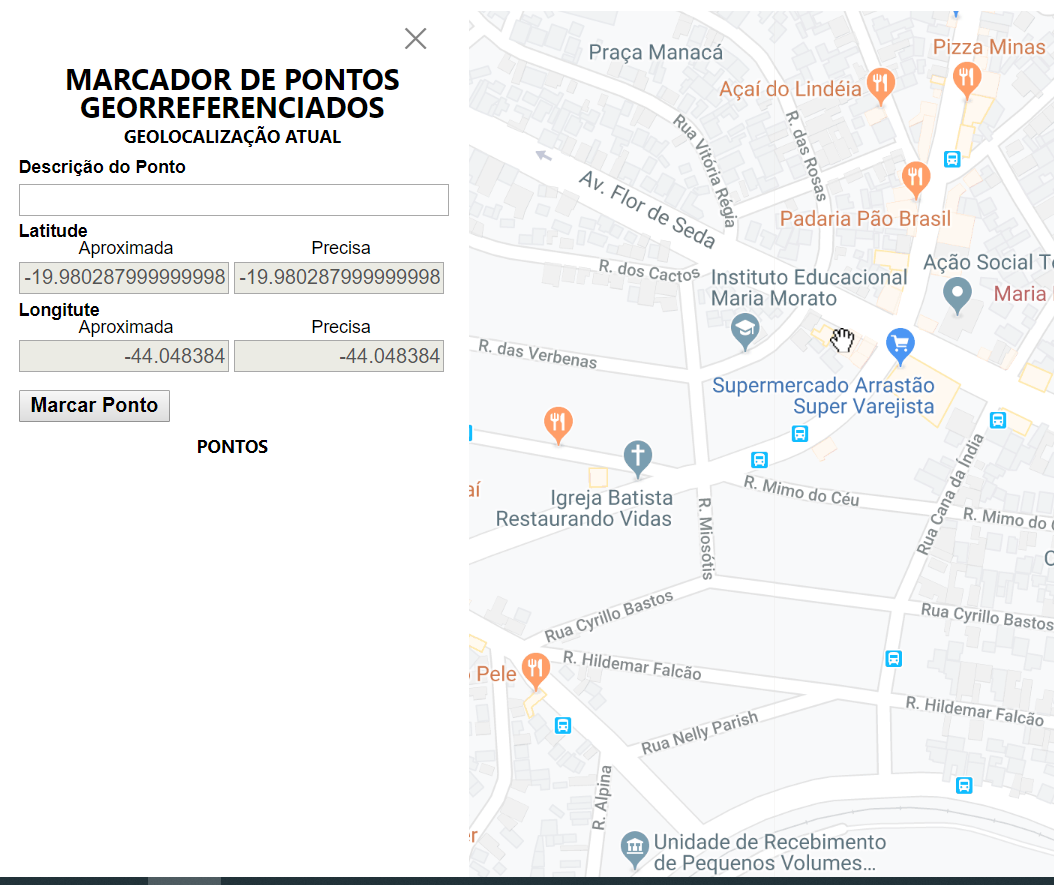 MARCADOR DE PONTOS
GEORREFERENCIADOS
GEOLOCALIZAÇÃO ATUAL
Descrição do Ponto
Latitude
Aproximada
Precisa
-19.980287999999998
-19.980287999999998
Longitute
Aproximada
Precisa
-44.048384
-44.048384
Marcar Ponto
PONTOS
Praça Manacá
Pizza Minas
Açaí do Lindéia
Rua Vitória Régia
R. das Rosas
Av. Flor de Seda
Padaria Pão Brasil
R. dos Cactos
Instituto Educacional
Maria Morato
Ação Social
Maria
R. das Verbenas
Supermercado Arrastão
Super Varejista
Igreja Batista
Restaurando Vidas
R. Mimo do Céu
R. Miosótis
Rua Cana da Índia
R. Mimo do
Rua Cyrillo Bastos
Rua Cyrillo Bastos
R. Hildemar Falcão
Pele
R. Hildemar Falcão
Rua Nelly Parish
R. Alpina
Unidade de Recebimento
de Pequenos Volumes...